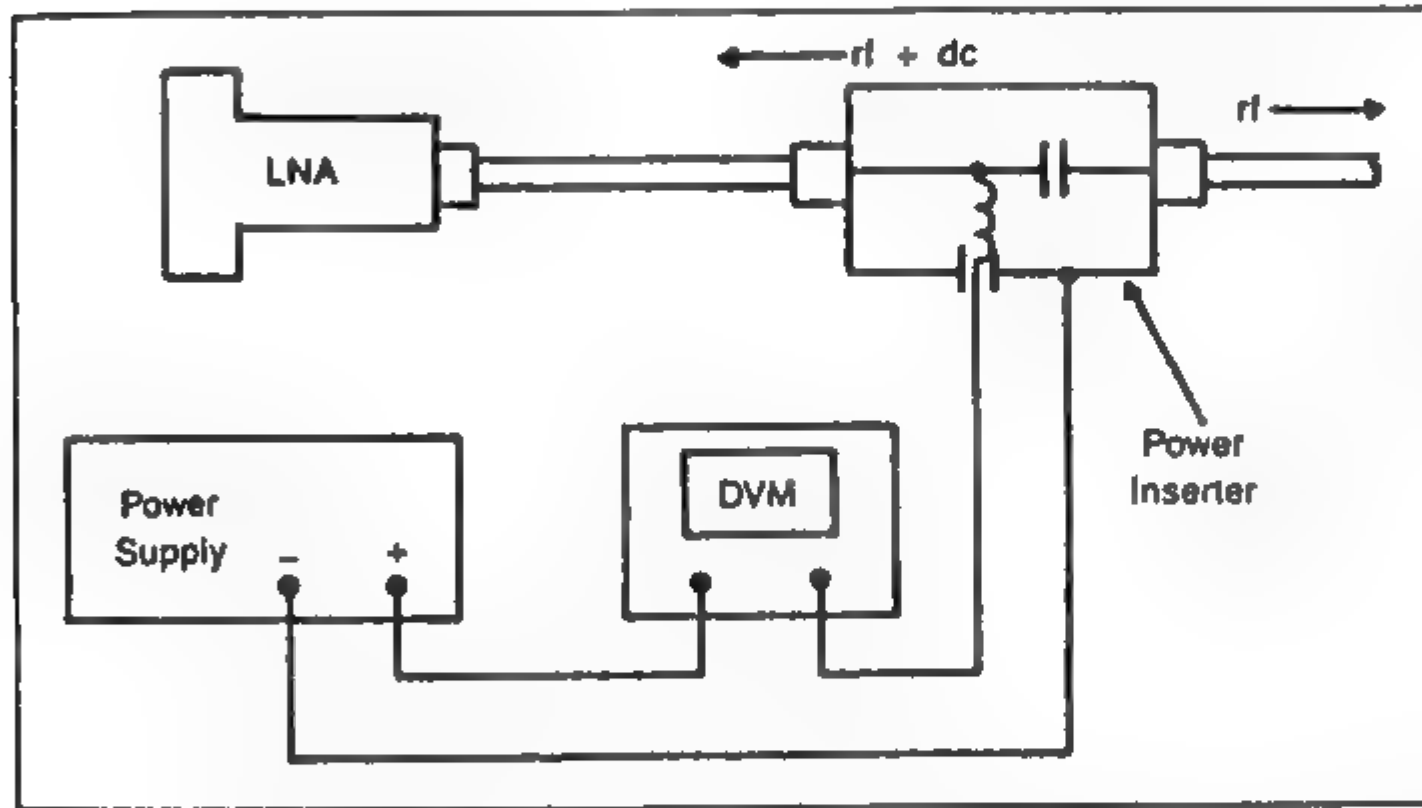 rf + dc
rf
LNA
Power
Inserter
DVM
Power
Supply
- +